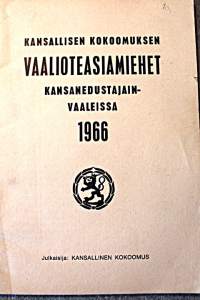 KANSALLISEN KOKOOMUKSEN
VAALIOTEASIAMIEHET
KANSANEDUSTAJAIN-
VAALEISSA
1966
Julkaisija: KANSALLINEN KOKOOMUS